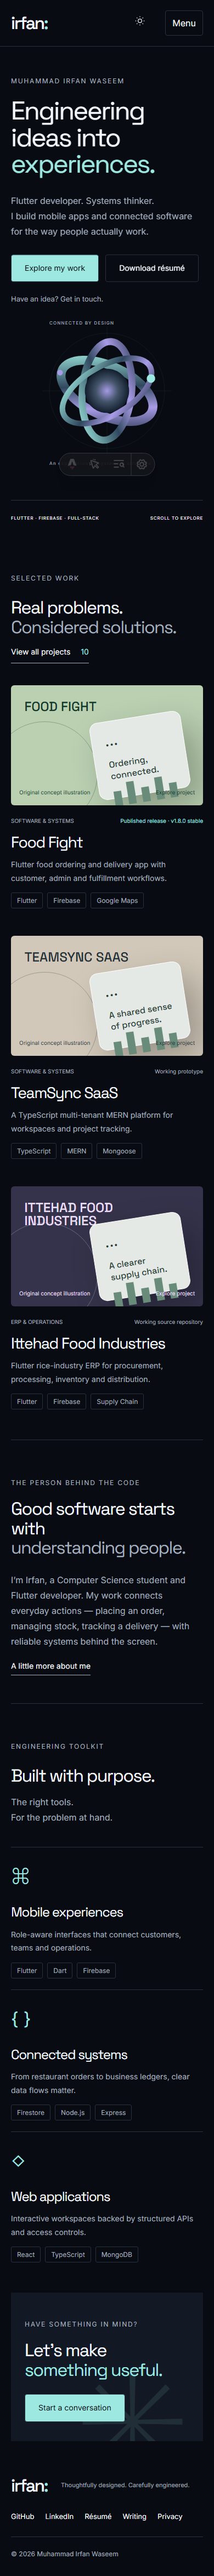 irfan:
Menu
MUHAMMAD IRFAN WASEEM
Engineering
ideas into
experiences.
Flutter developer. Systems thinker.
I build mobile apps and connected software
for the way people actually work.
Explore my work
Download résumé
Have an idea? Get in touch.
CONNECTED BY DESIGN
FLUTTER · FIREBASE · FULL-STACK
SCROLL TO EXPLORE
SELECTED WORK
Real problems.
Considered solutions.
View all projects 10
FOOD FIGHT
Ordering,
connected.
Original concept illustration
project
SOFTWARE & SYSTEMS
Published release · v1.6.0 stable
Food Fight
Flutter food ordering and delivery app with
customer, admin and fulfillment workflows.
Flutter
Firebase
Google Maps
TEAMSYNC SAAS
A shared sense
of progress.
Original concept illustration
project
SOFTWARE & SYSTEMS
Working prototype
TeamSync SaaS
A TypeScript multi-tenant MERN platform for
workspaces and project tracking.
TypeScript
MERN
Mongoose
ITTEHAD FOOD
INDUSTRIES
A clearer
supply chain.
Original concept illustration
project
ERP & OPERATIONS
Working source repository
Ittehad Food Industries
Flutter rice-industry ERP for procurement,
processing, inventory and distribution.
Flutter
Firebase
Supply Chain
THE PERSON BEHIND THE CODE
Good software starts
with
understanding people.
I'm Irfan, a Computer Science student and
Flutter developer. My work connects
everyday actions — placing an order,
managing stock, tracking a delivery — with
reliable systems behind the screen.
A little more about me
ENGINEERING TOOLKIT
Built with purpose.
The right tools.
For the problem at hand.
Mobile experiences
Role-aware interfaces that connect customers,
teams and operations.
Flutter
Dart
Firebase
{ }
Connected systems
From restaurant orders to business ledgers, clear
data flows matter.
Firestore
Node.js
Express
Web applications
Interactive workspaces backed by structured APIs
and access controls.
React
TypeScript
MongoDB
HAVE SOMETHING IN MIND?
Let's make
something useful.
Start a conversation
irfan:
Thoughtfully designed. Carefully engineered.
GitHub
LinkedIn
Résumé
Writing
Privacy
© 2026 Muhammad Irfan Waseem